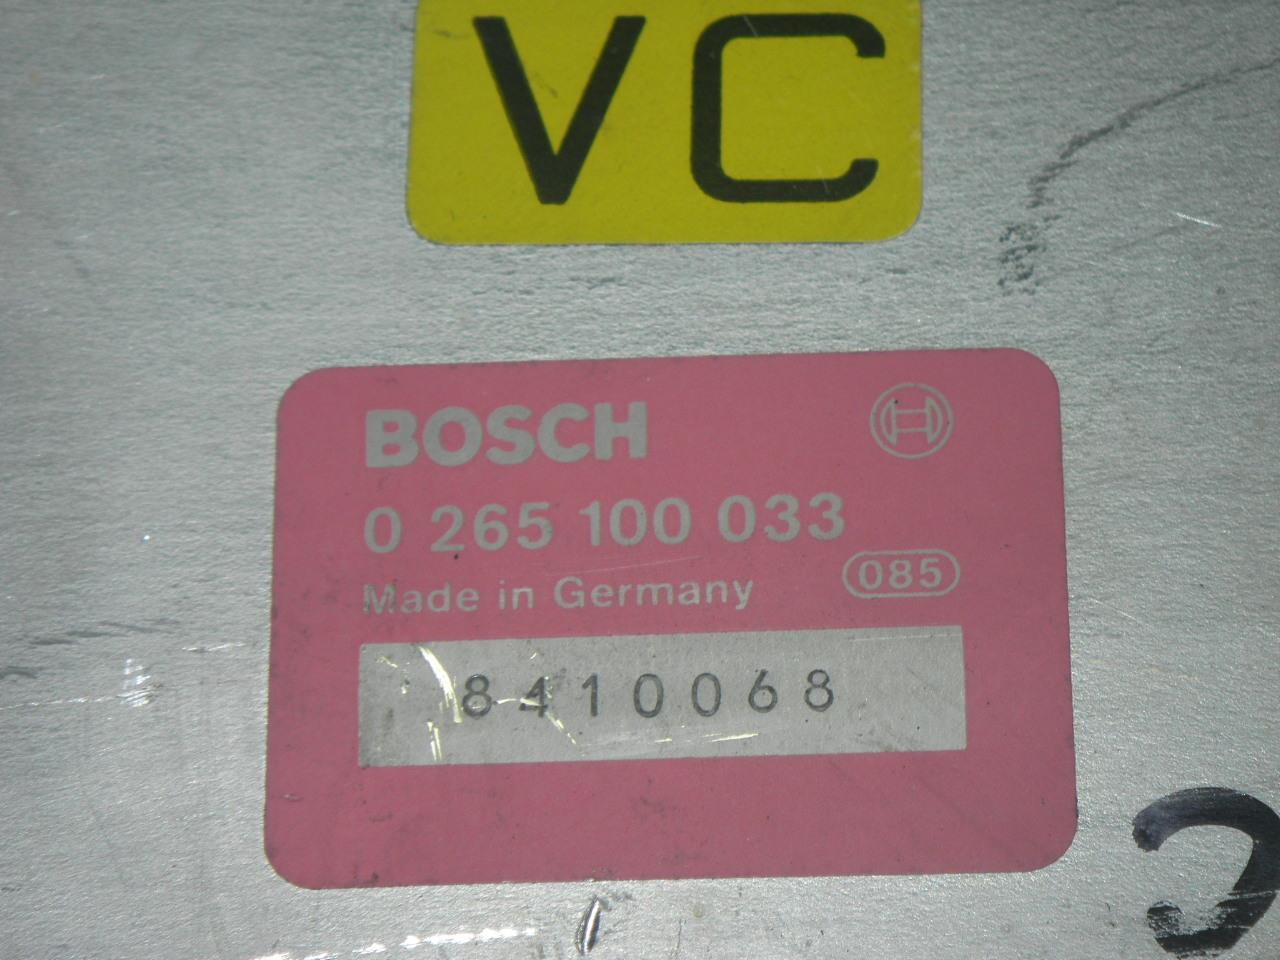 VC
BOSCH
0 265 100 033
Made in Germany
085
8410068